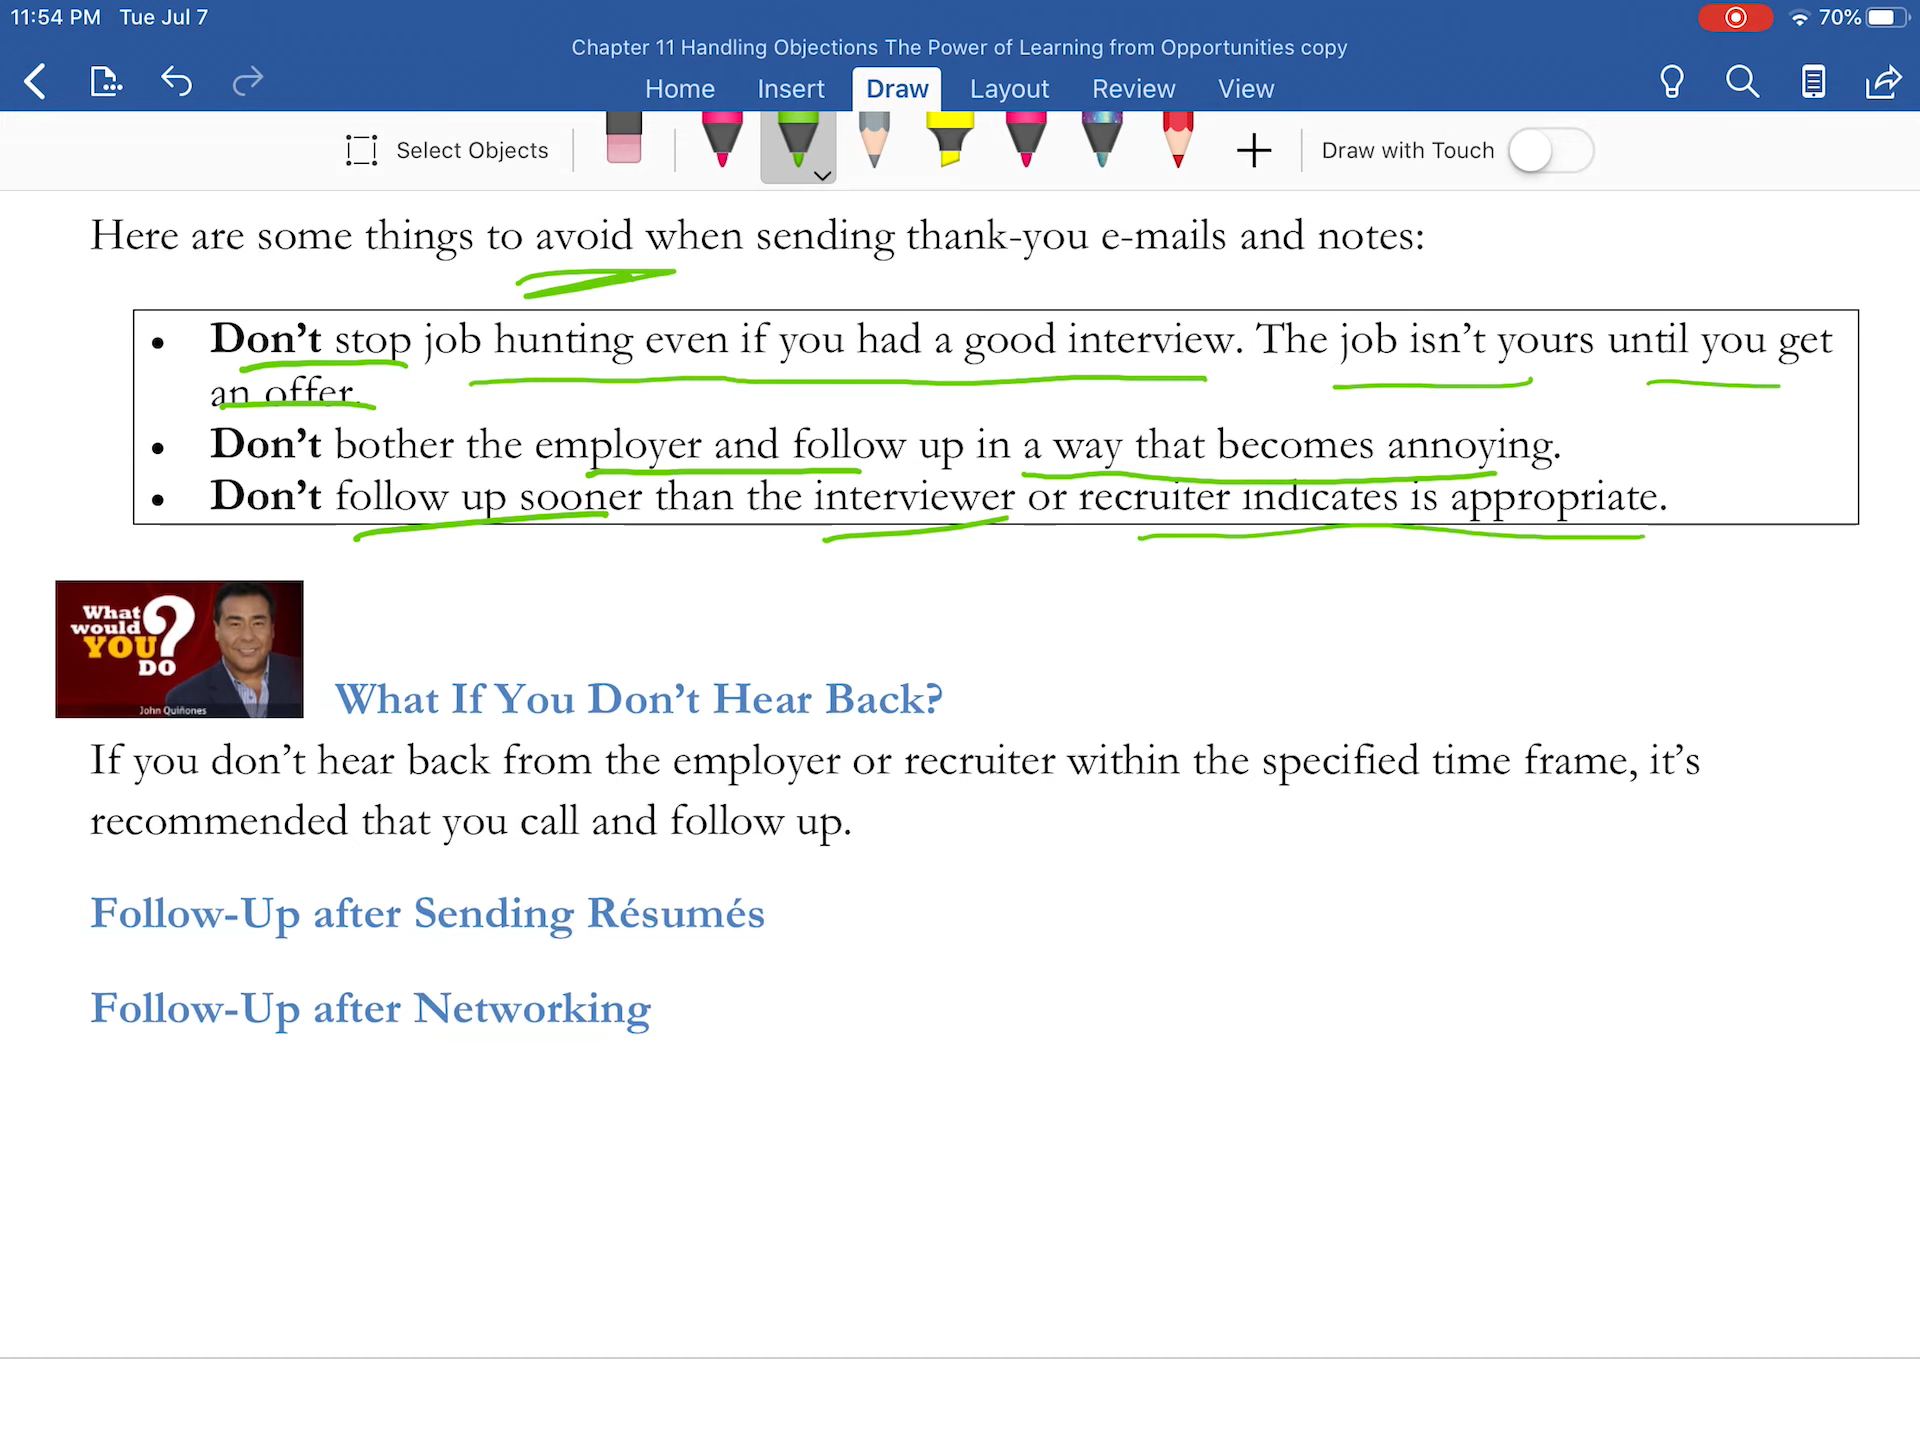 11:54 PM Tue Jul 7
70%
Chapter 11 Handling Objections The Power of Learning from Opportunities copy
Home Insert Draw Layout Review View
Select Objects
Draw with Touch
Here are some things to avoid when sending thank-you e-mails and notes:
• Don’t stop job hunting even if you had a good interview. The job isn’t yours until you get
an offer.
• Don’t bother the employer and follow up in a way that becomes annoying.
• Don’t follow up sooner than the interviewer or recruiter indicates is appropriate.
What
would
YOU
DO
?
John Quiñones
What If You Don’t Hear Back?
If you don’t hear back from the employer or recruiter within the specified time frame, it’s
recommended that you call and follow up.
Follow-Up after Sending Résumés
Follow-Up after Networking